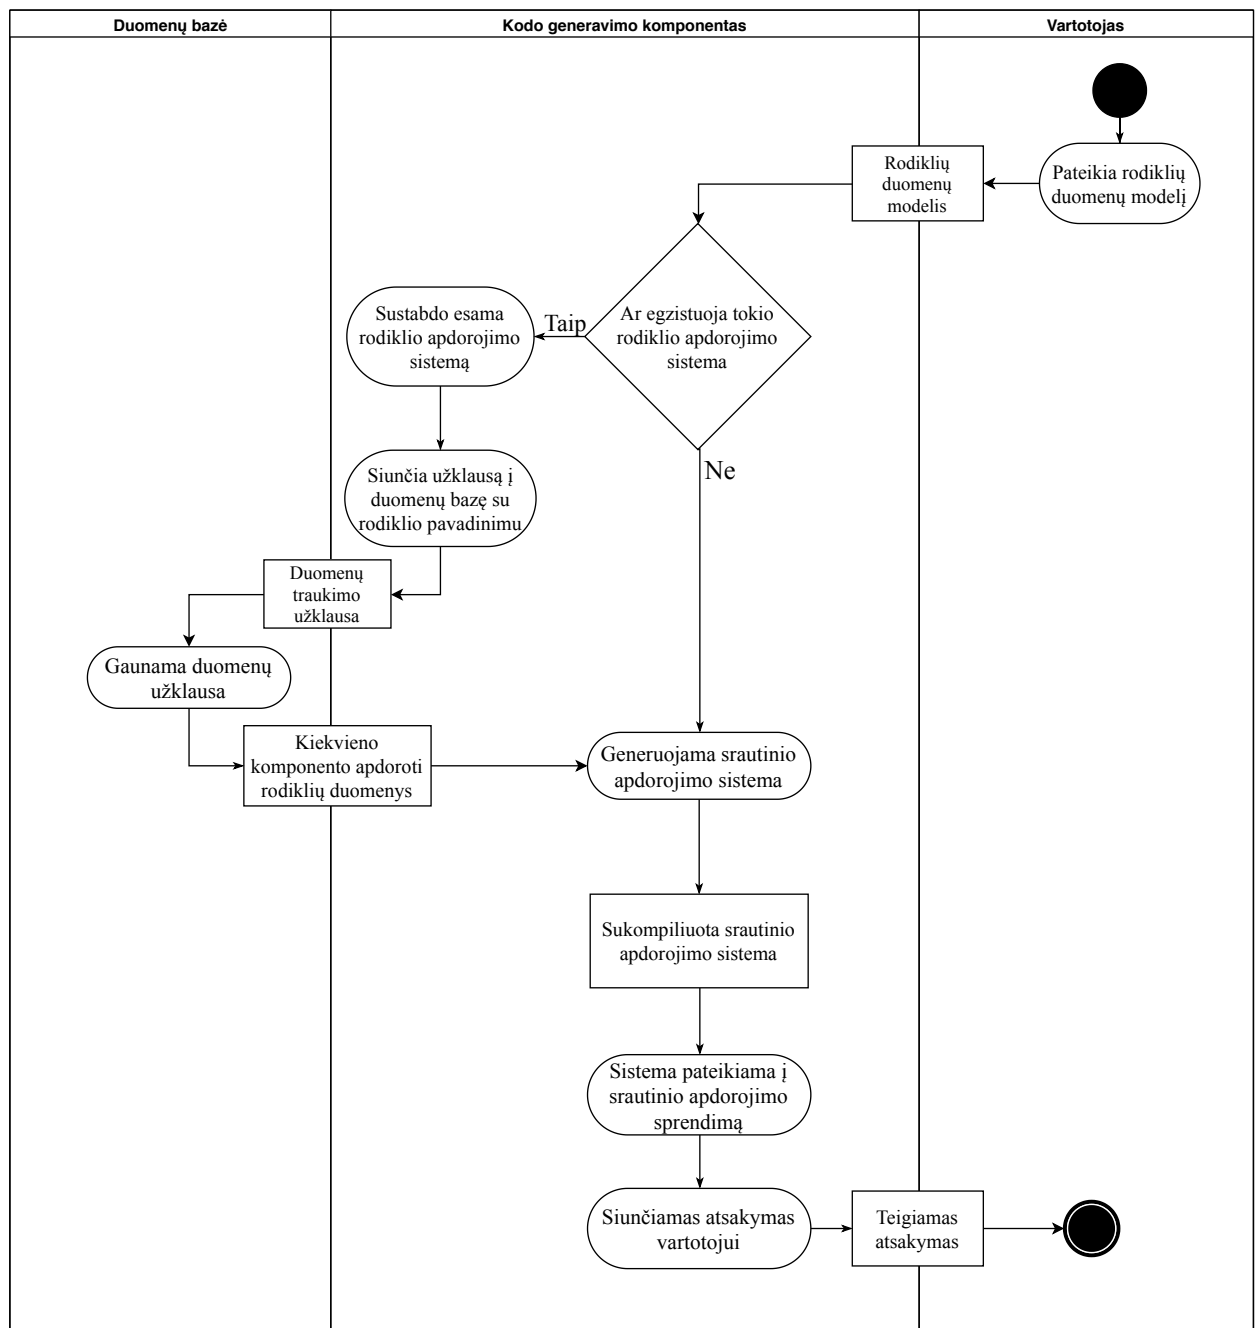 Duomenų bazė
Kodo generavimo komponentas
Vartotojas
Pateikia rodiklių
duomenų modelį
Rodiklių
duomenų
modelis
Ar egzistuoja tokio
rodiklio apdorojimo
sistema
Taip
Sustabdo esama
rodiklio apdorojimo
sistemą
Ne
Siunčia užklausą į
duomenų bazę su
rodiklio pavadinimu
Duomenų
traukimo
užklausa
Gaunama duomenų
užklausa
Kiekvieno
komponento apdoroti
rodiklių duomenys
Generuojama srautinio
apdorojimo sistema
Sukompiliuota srautinio
apdorojimo sistema
Sistema pateikiama į
srautinio apdorojimo
sprendimą
Siunčiamas atsakymas
vartotojui
Teigiamas
atsakymas